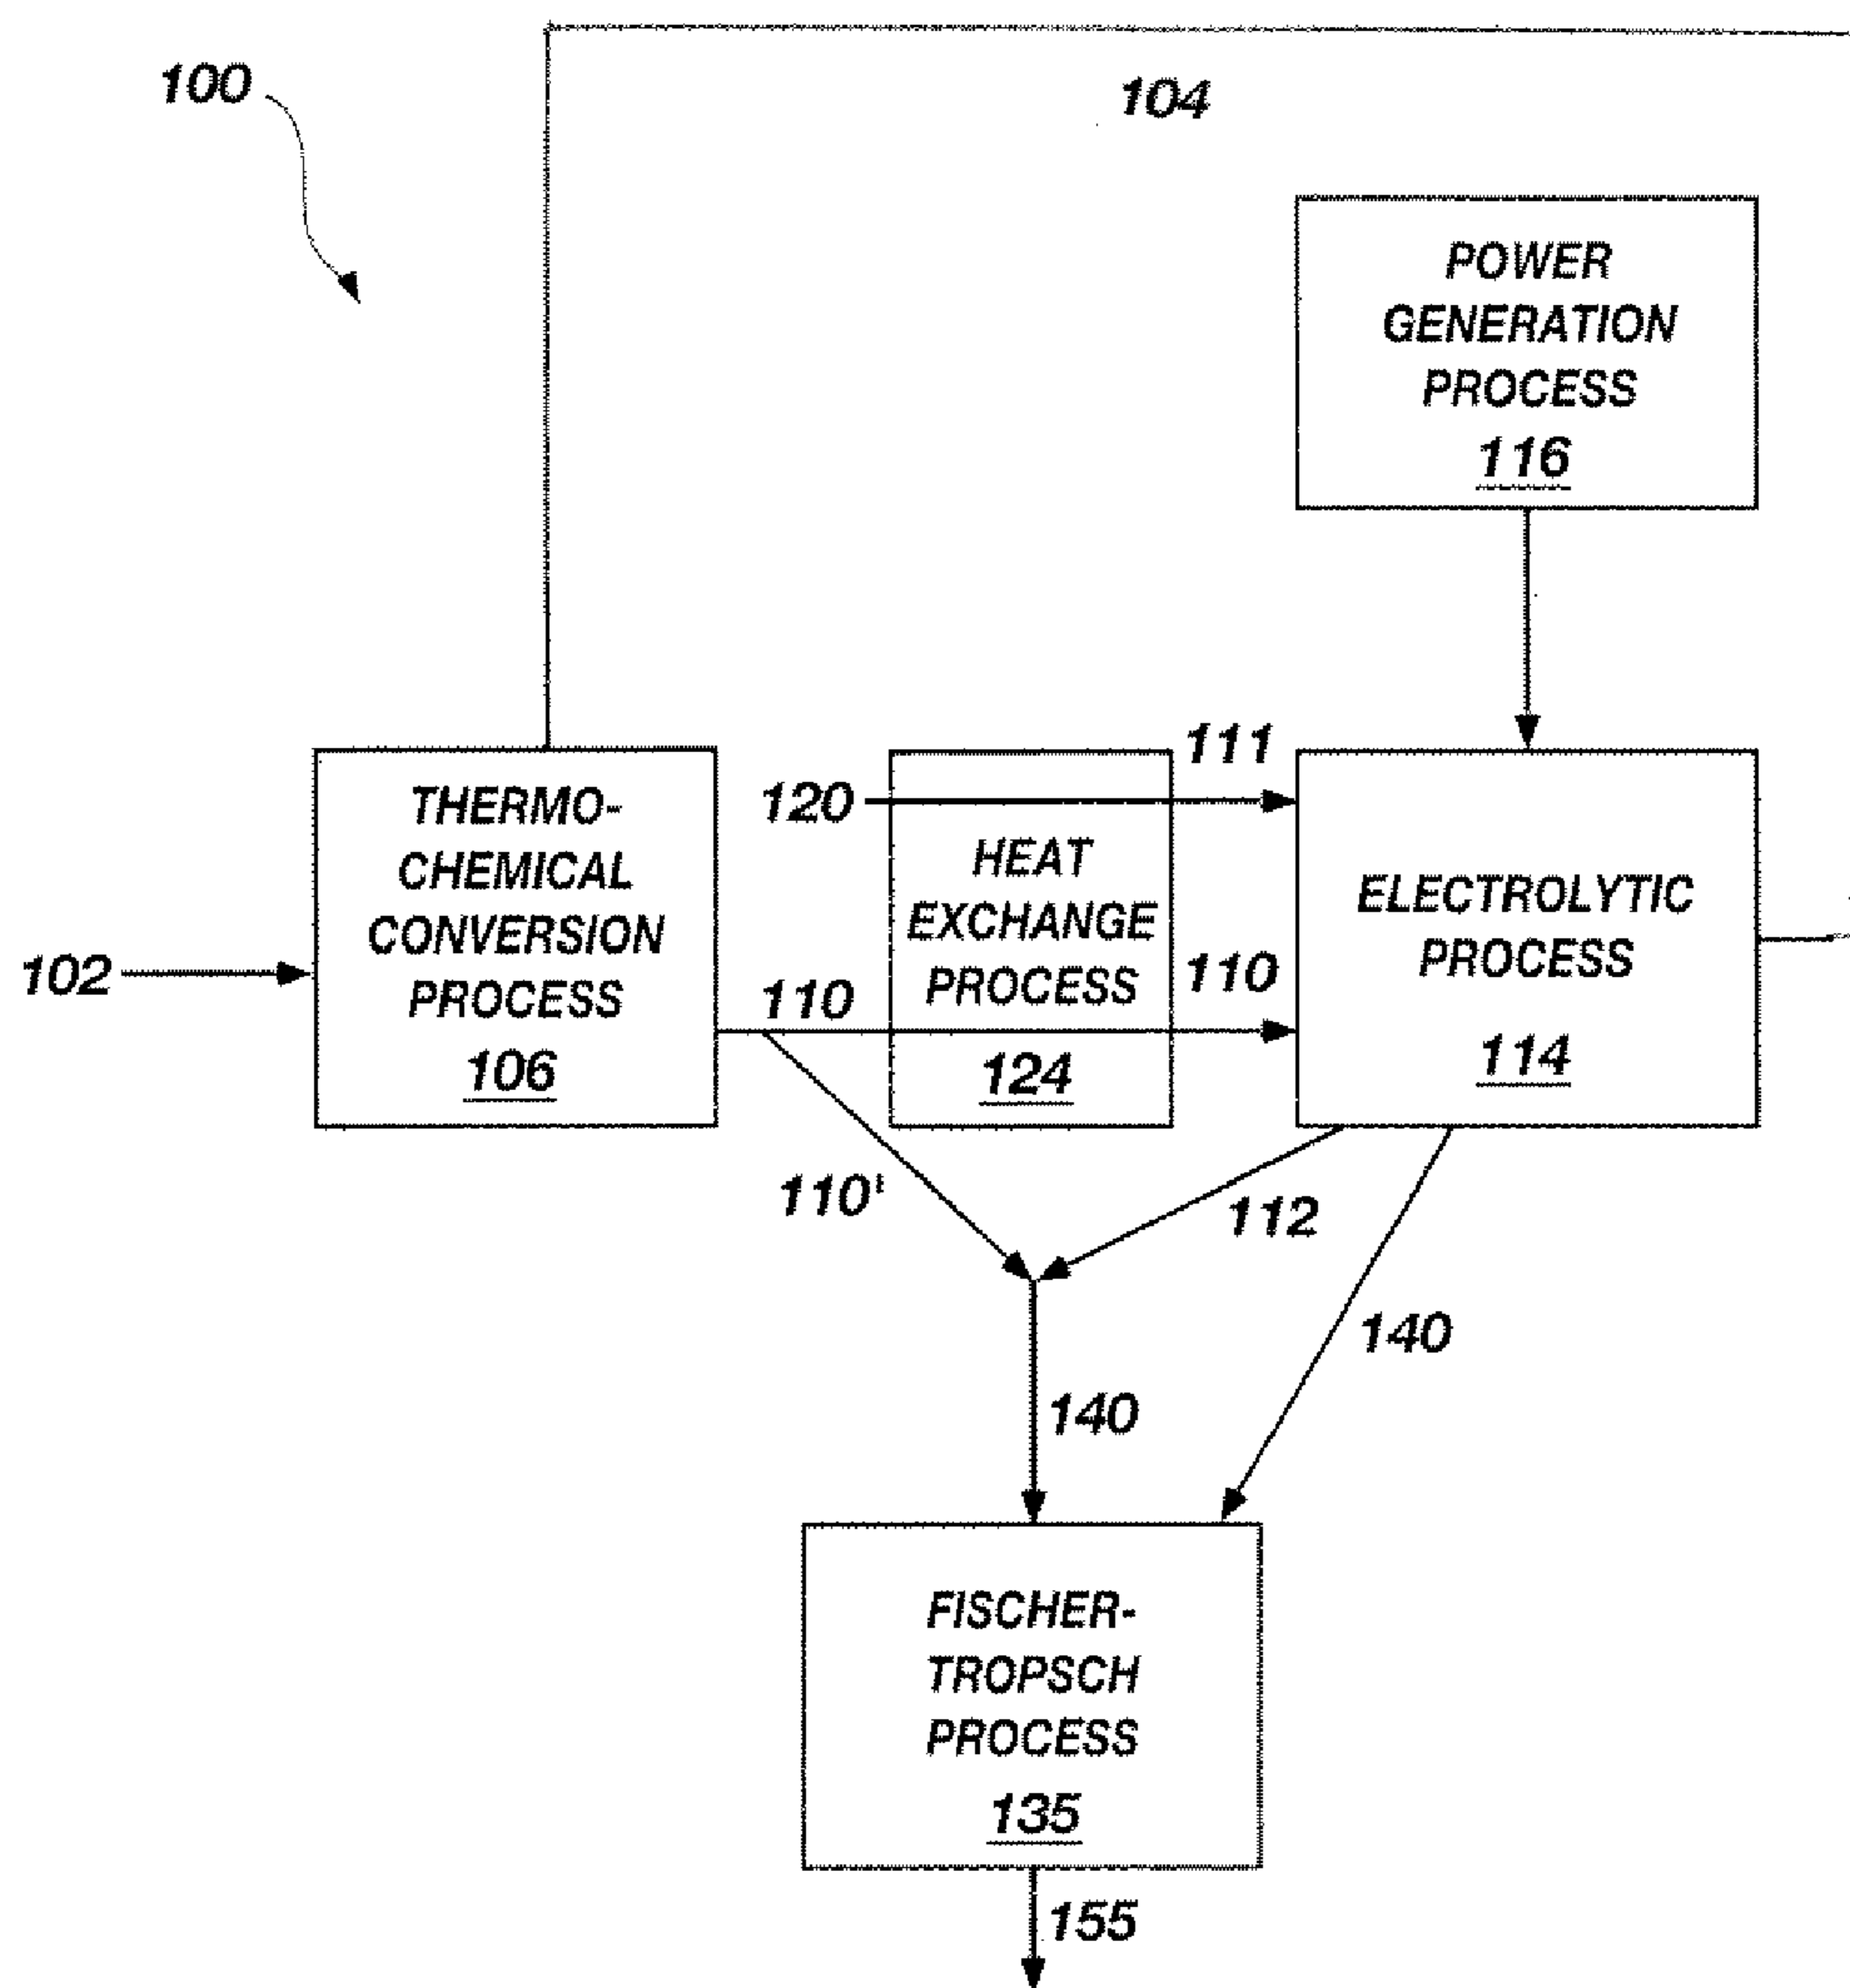 100
104
POWER
GENERATION
PROCESS
116
THERMO-
CHEMICAL
CONVERSION
PROCESS
106
102
120
111
HEAT
EXCHANGE
PROCESS
124
110
110
ELECTROLYTIC
PROCESS
114
110'
112
140
140
FISCHER-
TROPSCH
PROCESS
135
155